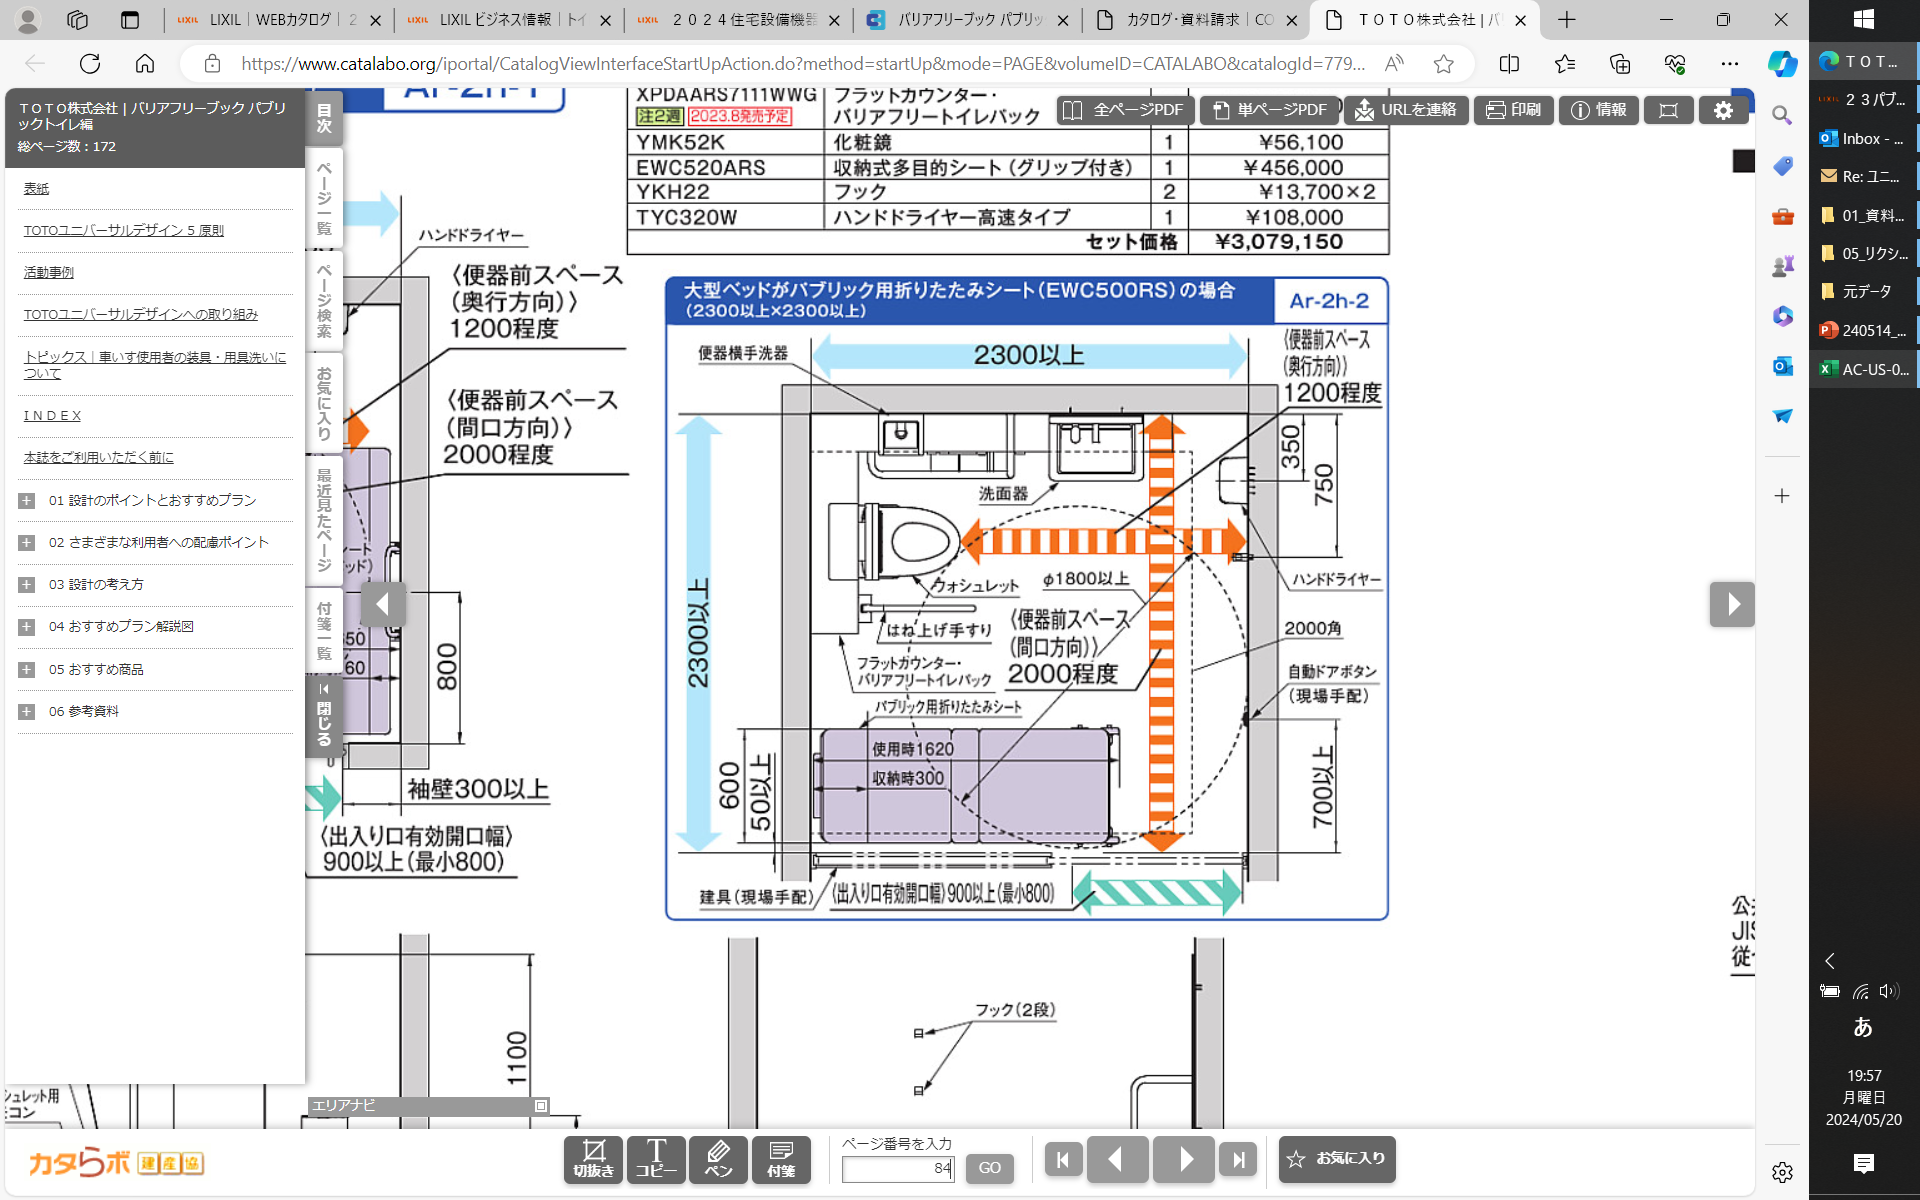 LIXIL | WEBカタログ | 2
LIXIL ビジネス情報 | トイ
２０２４住宅設備機器
バリアフリーブック パブリッ
カタログ・資料請求 | CO
ＴＯＴＯ株式会社 | バリ
https://www.catalabo.org/iportal/CatalogViewInterfaceStartUpAction.do?method=startUp&mode=PAGE&volumeID=CATALABO&catalogId=779...
ＴＯＴＯ株式会社 | バリアフリーブック パブリ
ックトイレ編
総ページ数 : 172
表紙
TOTOユニバーサルデザイン 5 原則
活動事例
TOTOユニバーサルデザインへの取り組み
トピックス｜車いす使用者の装具・用具洗いに
ついて
ＩＮＤＥＸ
本誌をご利用いただく前に
01 設計のポイントとおすすめプラン
02 さまざまな利用者への配慮ポイント
03 設計の考え方
04 おすすめプラン解説図
05 おすすめ商品
06 参考資料
目次
ページ一覧
ページ検索
お気に入り
最近見たページ
付箋一覧
閉じる
全ページPDF
単ページPDF
URLを連絡
印刷
情報
Ar-2h-1
XPDAARS7111WWG フラットカウンター・
注2週 2023.8発売予定 バリアフリートイレパック
YMK52K 化粧鏡 1 ¥56,100
EWC520ARS 収納式多目的シート（グリップ付き） 1 ¥456,000
YKH22 フック 2 ¥13,700×2
TYC320W ハンドドライヤー高速タイプ 1 ¥108,000
セット価格 ¥3,079,150
ハンドドライヤー
〈便器前スペース
（奥行方向）〉
1200程度
〈便器前スペース
（間口方向）〉
2000程度
800
袖壁300以上
〈出入り口有効開口幅〉
900以上（最小800）
1100
大型ベッドがパブリック用折りたたみシート（EWC500RS）の場合
（2300以上×2300以上）
Ar-2h-2
便器横手洗器
2300以上
〈便器前スペース
（奥行方向）〉
1200程度
350
750
洗面器
ウォシュレット
φ1800以上
ハンドドライヤー
2300以上
はね上げ手すり
〈便器前スペース
（間口方向）〉
2000程度
2000角
フラットカウンター・
バリアフリートイレパック
自動ドアボタン
（現場手配）
パブリック用折りたたみシート
使用時1620
収納時300
600
50以上
700以上
建具（現場手配）
〈出入り口有効開口幅〉900以上（最小800）
フック（2段）
公共
JIS
エリアナビ
カタらボ 建産協
切抜き
コピー
ペン
付箋
ページ番号を入力
84
GO
お気に入り
ＴＯＴ...
２３パブ...
Inbox - ...
Re: ユニ...
01_資料...
05_リクシ...
元データ
240514_...
AC-US-0...
あ
19:57
月曜日
2024/05/20